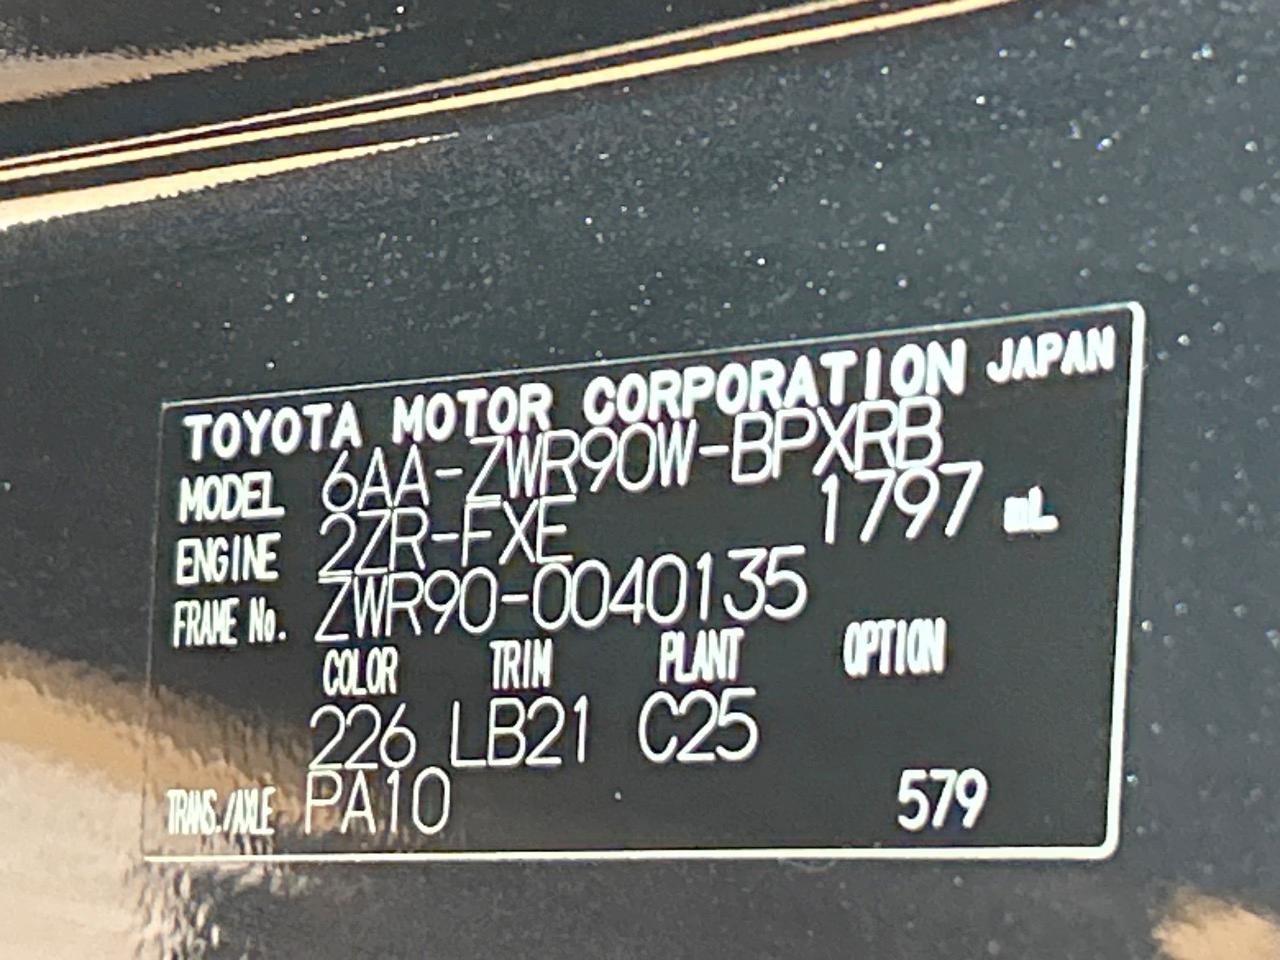 TOYOTA MOTOR CORPORATION JAPAN
MODEL 6AA-ZWR90W-BPXRB
ENGINE 2ZR-FXE 1797 mL
FRAME No. ZWR90-0040135
COLOR TRIM PLANT OPTION
226 LB21 C25
TRANS./AXLE PA10 579